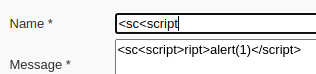 Name * <sc<script
<sc<script>ript>alert(1)</script>
Message *